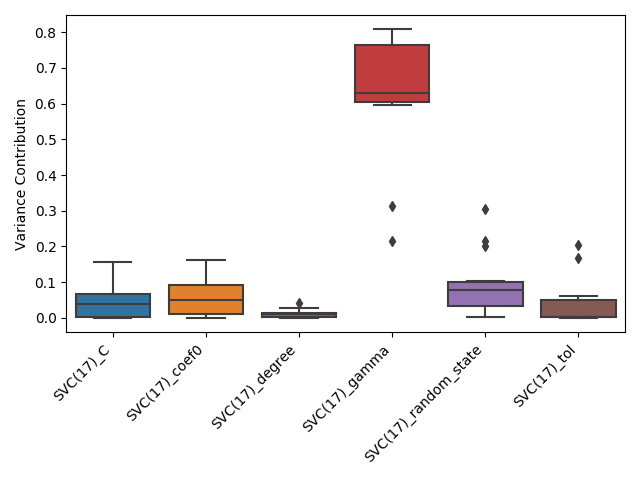 0.8
0.7
0.6
0.5
0.4
0.3
0.2
0.1
0.0
Variance Contribution
SVC(17)_C
SVC(17)_coef0
SVC(17)_degree
SVC(17)_gamma
SVC(17)_random_state
SVC(17)_tol